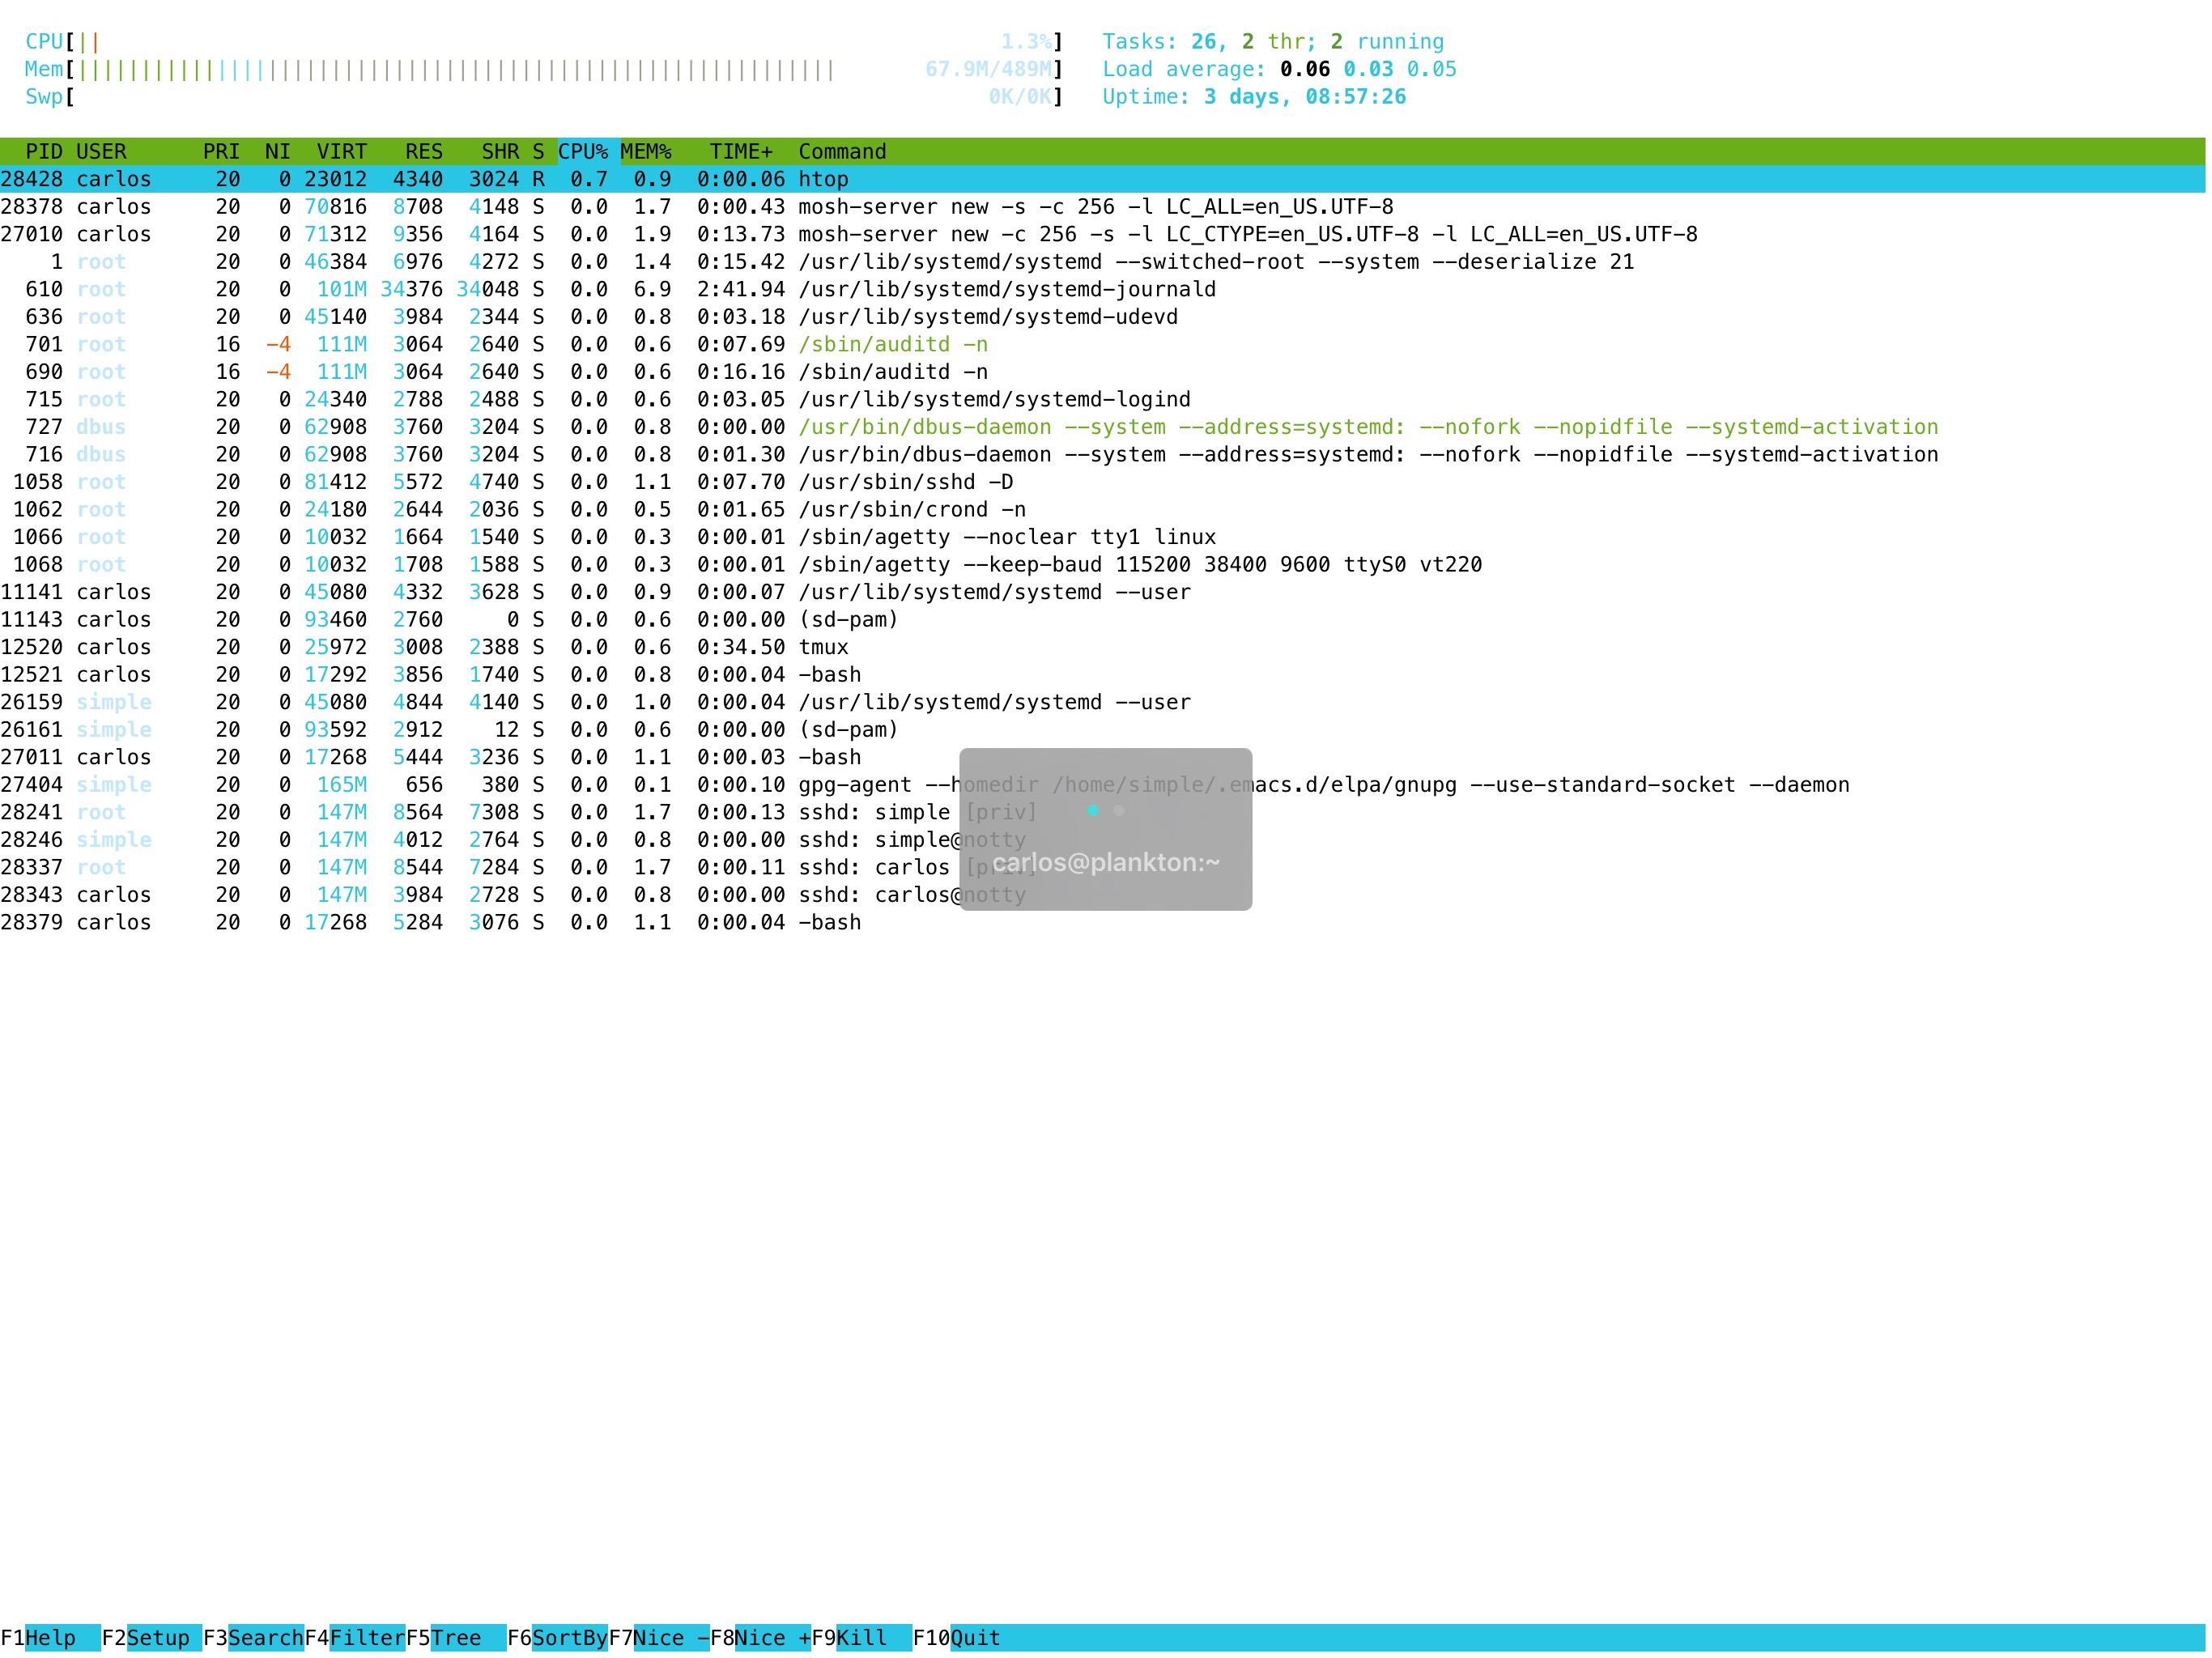 CPU[|| 1.3%] Tasks: 26, 2 thr; 2 running
Mem[|||||||||||||||||||||||||||||||||||||||||||||||||||||||||||| 67.9M/489M] Load average: 0.06 0.03 0.05
Swp[ 0K/0K] Uptime: 3 days, 08:57:26
PID USER PRI NI VIRT RES SHR S CPU% MEM% TIME+ Command
28428 carlos 20 0 23012 4340 3024 R 0.7 0.9 0:00.06 htop
28378 carlos 20 0 70816 8708 4148 S 0.0 1.7 0:00.43 mosh-server new -s -c 256 -l LC_ALL=en_US.UTF-8
27010 carlos 20 0 71312 9356 4164 S 0.0 1.9 0:13.73 mosh-server new -c 256 -s -l LC_CTYPE=en_US.UTF-8 -l LC_ALL=en_US.UTF-8
1 root 20 0 46384 6976 4272 S 0.0 1.4 0:15.42 /usr/lib/systemd/systemd --switched-root --system --deserialize 21
610 root 20 0 101M 34376 34048 S 0.0 6.9 2:41.94 /usr/lib/systemd/systemd-journald
636 root 20 0 45140 3984 2344 S 0.0 0.8 0:03.18 /usr/lib/systemd/systemd-udevd
701 root 16 -4 111M 3064 2640 S 0.0 0.6 0:07.69 /sbin/auditd -n
690 root 16 -4 111M 3064 2640 S 0.0 0.6 0:16.16 /sbin/auditd -n
715 root 20 0 24340 2788 2488 S 0.0 0.6 0:03.05 /usr/lib/systemd/systemd-logind
727 dbus 20 0 62908 3760 3204 S 0.0 0.8 0:00.00 /usr/bin/dbus-daemon --system --address=systemd: --nofork --nopidfile --systemd-activation
716 dbus 20 0 62908 3760 3204 S 0.0 0.8 0:01.30 /usr/bin/dbus-daemon --system --address=systemd: --nofork --nopidfile --systemd-activation
1058 root 20 0 81412 5572 4740 S 0.0 1.1 0:07.70 /usr/sbin/sshd -D
1062 root 20 0 24180 2644 2036 S 0.0 0.5 0:01.65 /usr/sbin/crond -n
1066 root 20 0 10032 1664 1540 S 0.0 0.3 0:00.01 /sbin/agetty --noclear tty1 linux
1068 root 20 0 10032 1708 1588 S 0.0 0.3 0:00.01 /sbin/agetty --keep-baud 115200 38400 9600 ttyS0 vt220
11141 carlos 20 0 45080 4332 3628 S 0.0 0.9 0:00.07 /usr/lib/systemd/systemd --user
11143 carlos 20 0 93460 2760 0 S 0.0 0.6 0:00.00 (sd-pam)
12520 carlos 20 0 25972 3008 2388 S 0.0 0.6 0:34.50 tmux
12521 carlos 20 0 17292 3856 1740 S 0.0 0.8 0:00.04 -bash
26159 simple 20 0 45080 4844 4140 S 0.0 1.0 0:00.04 /usr/lib/systemd/systemd --user
26161 simple 20 0 93592 2912 12 S 0.0 0.6 0:00.00 (sd-pam)
27011 carlos 20 0 17268 5444 3236 S 0.0 1.1 0:00.03 -bash
27404 simple 20 0 165M 656 380 S 0.0 0.1 0:00.10 gpg-agent --homedir /home/simple/.emacs.d/elpa/gnupg --use-standard-socket --daemon
28241 root 20 0 147M 8564 7308 S 0.0 1.7 0:00.13 sshd: simple [priv]
28246 simple 20 0 147M 4012 2764 S 0.0 0.8 0:00.00 sshd: simple@notty
28337 root 20 0 147M 8544 7284 S 0.0 1.7 0:00.11 sshd: carlos [priv]
carlos@plankton:~
28343 carlos 20 0 147M 3984 2728 S 0.0 0.8 0:00.00 sshd: carlos@notty
28379 carlos 20 0 17268 5284 3076 S 0.0 1.1 0:00.04 -bash
F1Help F2Setup F3SearchF4FilterF5Tree F6SortByF7Nice -F8Nice +F9Kill F10Quit